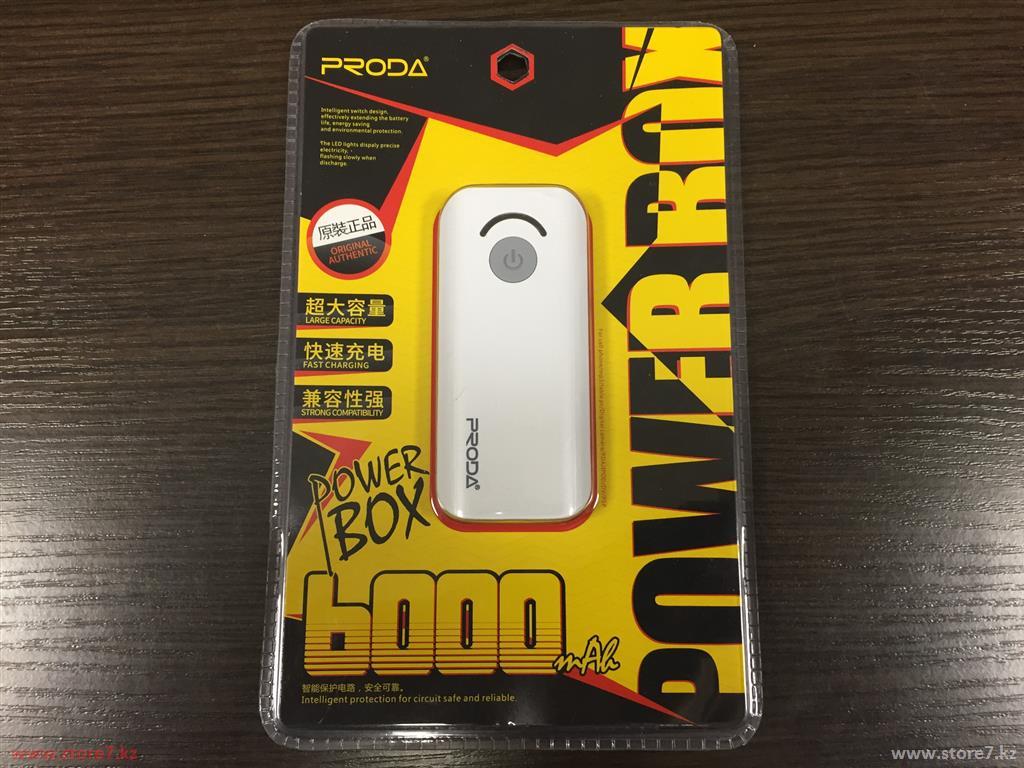 PRODA®
Intelligent switch design,
effectively extending the battery
life, energy saving
and environmental protection.
The LED lights dispaly precise
electricity,
flashing slowly when
discharge.
原裝正品
ORIGINAL
AUTHENTIC
超大容量
LARGE CAPACITY
快速充电
FAST CHARGING
兼容性强
STRONG COMPATIBILITY
PRODA®
POWER BOX
POWER
BOX
6000
mAh
智能保护电路，安全可靠。
Intelligent protection for circuit safe and reliable.
www.store7.kz
www.store7.kz